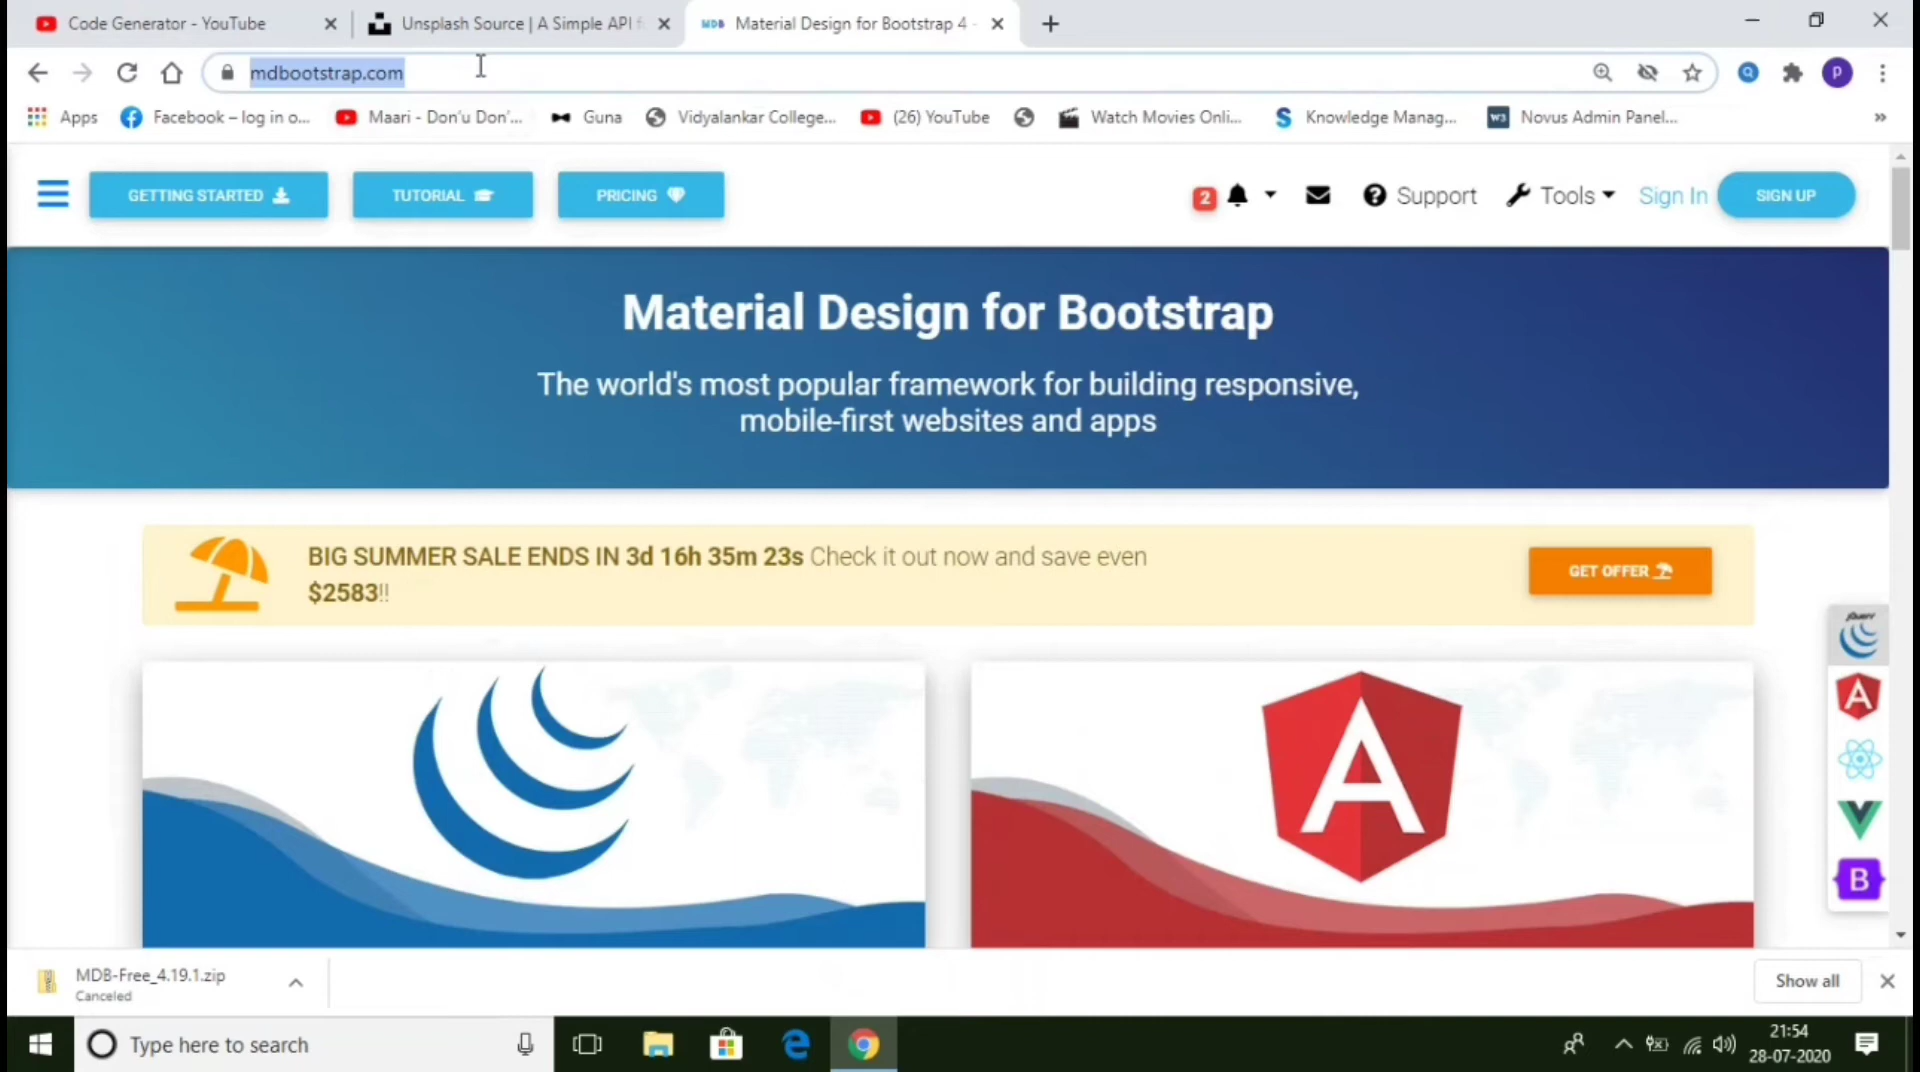 Code Generator - YouTube
Unsplash Source | A Simple API f
MDB Material Design for Bootstrap 4 -
mdbootstrap.com
P
Apps
Facebook – log in o...
Maari - Don'u Don'...
Guna
Vidyalankar College...
(26) YouTube
Watch Movies Onli...
Knowledge Manag...
W3 Novus Admin Panel...
»
GETTING STARTED
TUTORIAL
PRICING
2
Support
Tools
Sign In
SIGN UP
Material Design for Bootstrap
The world's most popular framework for building responsive,
mobile-first websites and apps
BIG SUMMER SALE ENDS IN 3d 16h 35m 23s Check it out now and save even
$2583!!
GET OFFER
jQuery
A
A
B
MDB-Free_4.19.1.zip
Canceled
Show all
Type here to search
21:54
28-07-2020